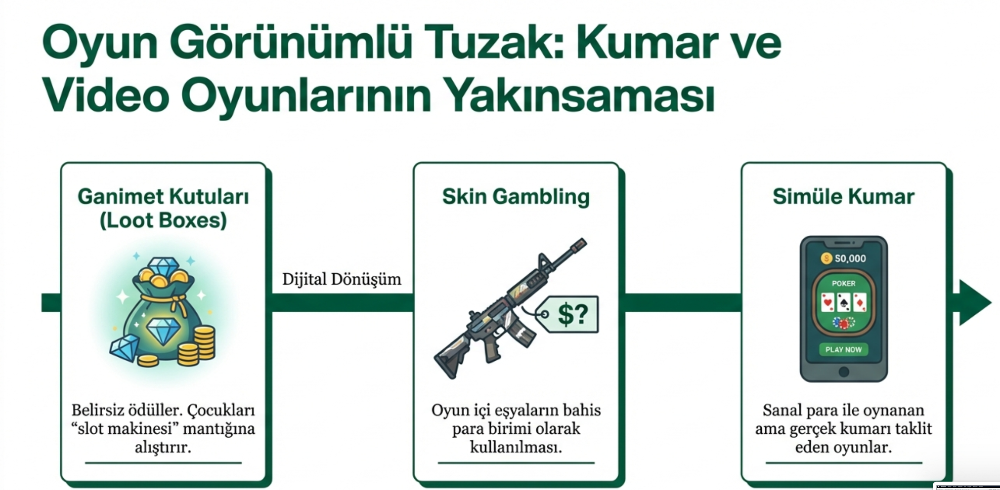 Oyun Görünümlü Tuzak: Kumar ve
Video Oyunlarının Yakınsaması
Ganimet Kutuları
(Loot Boxes)
Belirsiz ödüller. Çocukları
“slot makinesi” mantığına
alıştırır.
Dijital Dönüşüm
Skin Gambling
$?
Oyun içi eşyaların bahis
para birimi olarak
kullanılması.
Simüle Kumar
$ 50,000
POKER
PLAY NOW
Sanal para ile oynanan
ama gerçek kumarı taklit
eden oyunlar.